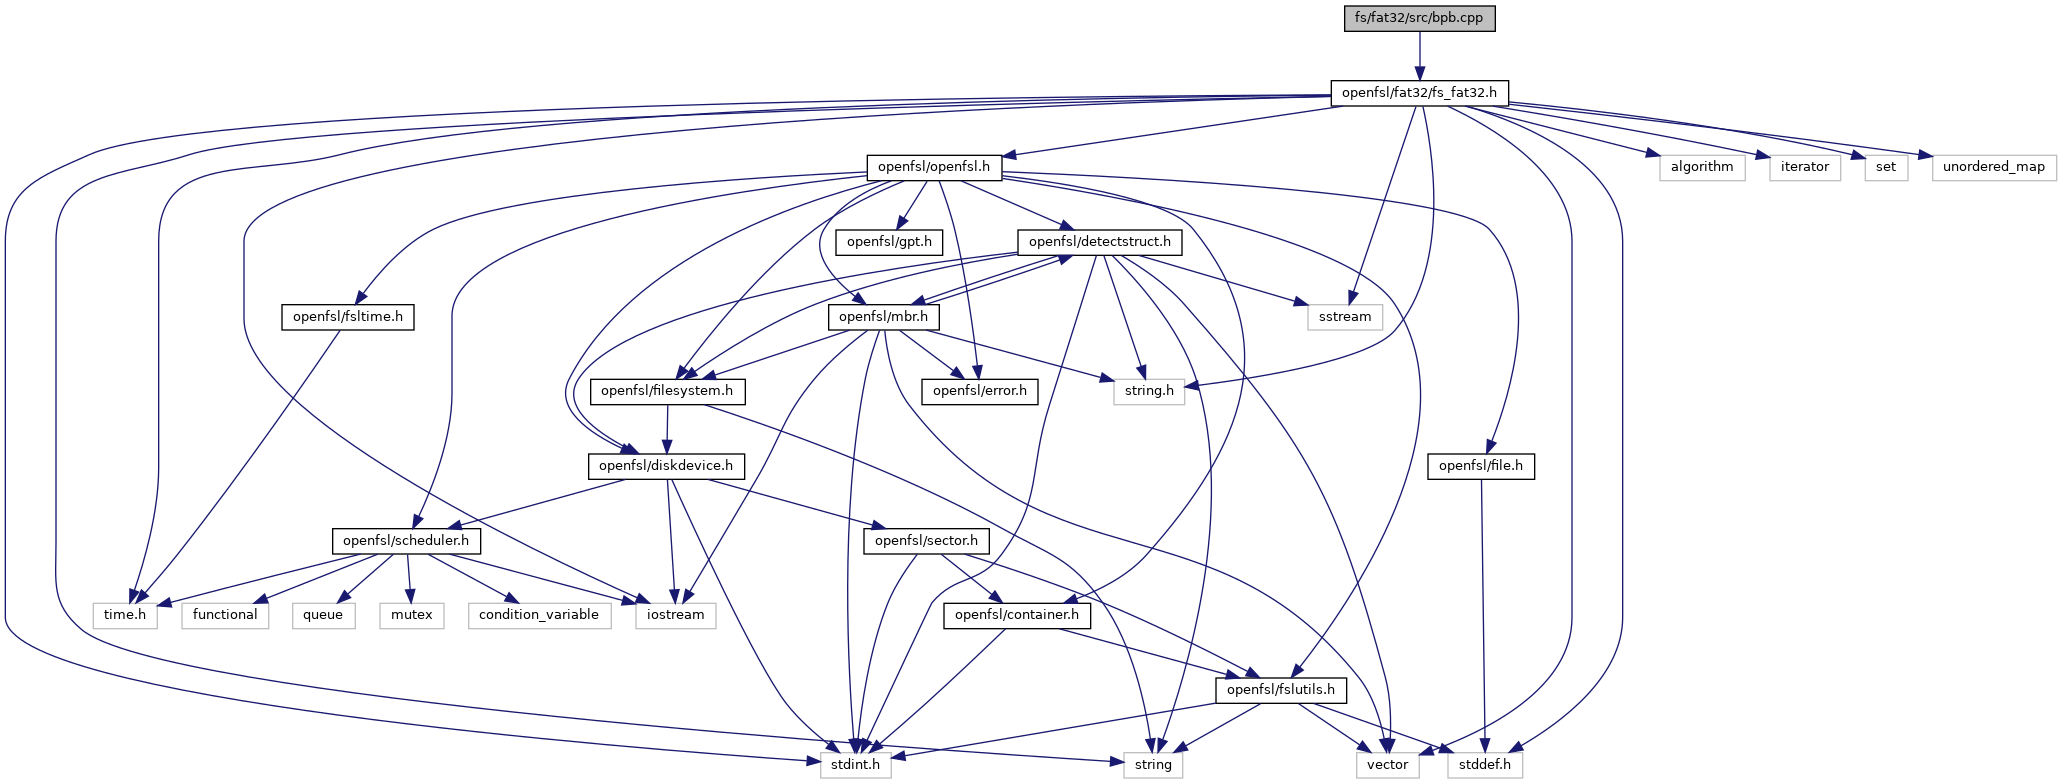 fs/fat32/src/bpb.cpp
openfsl/fat32/fs_fat32.h
openfsl/openfsl.h
algorithm
iterator
set
unordered_map
openfsl/gpt.h
openfsl/detectstruct.h
openfsl/fsltime.h
openfsl/mbr.h
sstream
openfsl/filesystem.h
openfsl/error.h
string.h
openfsl/diskdevice.h
openfsl/file.h
openfsl/scheduler.h
openfsl/sector.h
time.h
functional
queue
mutex
condition_variable
iostream
openfsl/container.h
openfsl/fslutils.h
stdint.h
string
vector
stddef.h